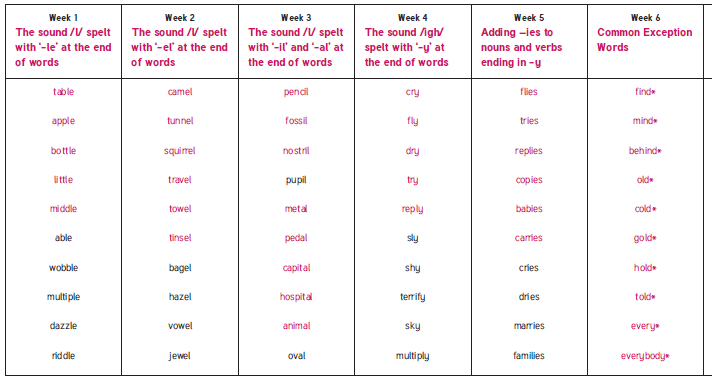 Week 1
The sound /l/ spelt
with ‘–le’ at the end
of words
table
apple
bottle
little
middle
able
wobble
multiple
dazzle
riddle
Week 2
The sound /l/ spelt
with ‘–el’ at the end
of words
camel
tunnel
squirrel
travel
towel
tinsel
bagel
hazel
vowel
jewel
Week 3
The sound /l/ spelt
with ‘–il’ and ‘–al’ at
the end of words
pencil
fossil
nostril
pupil
metal
pedal
capital
hospital
animal
oval
Week 4
The sound /igh/
spelt with ‘–y’ at
the end of words
cry
fly
dry
try
reply
sly
shy
terrify
sky
multiply
Week 5
Adding –ies to
nouns and verbs
ending in –y
flies
tries
replies
copies
babies
carries
cries
dries
marries
families
Week 6
Common Exception
Words
find*
mind*
behind*
old*
cold*
gold*
hold*
told*
every*
everybody*